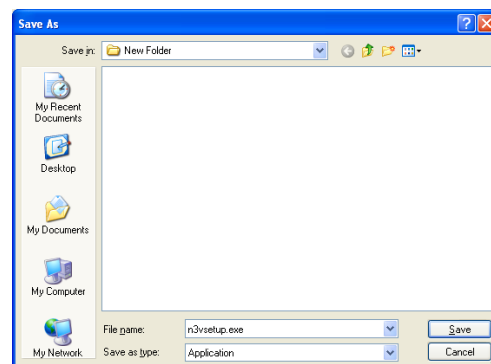 Save As
Save in:
New Folder
My Recent
Documents
Desktop
My Documents
My Computer
My Network
File name:
n3vsetup.exe
Save
Save as type:
Application
Cancel